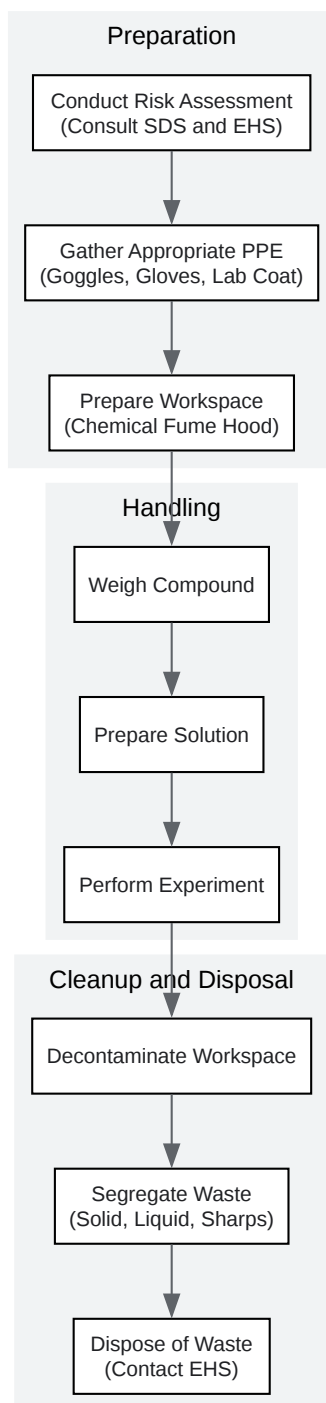 Preparation
Conduct Risk Assessment
(Consult SDS and EHS)
Gather Appropriate PPE
(Goggles, Gloves, Lab Coat)
Prepare Workspace
(Chemical Fume Hood)
Handling
Weigh Compound
Prepare Solution
Perform Experiment
Cleanup and Disposal
Decontaminate Workspace
Segregate Waste
(Solid, Liquid, Sharps)
Dispose of Waste
(Contact EHS)